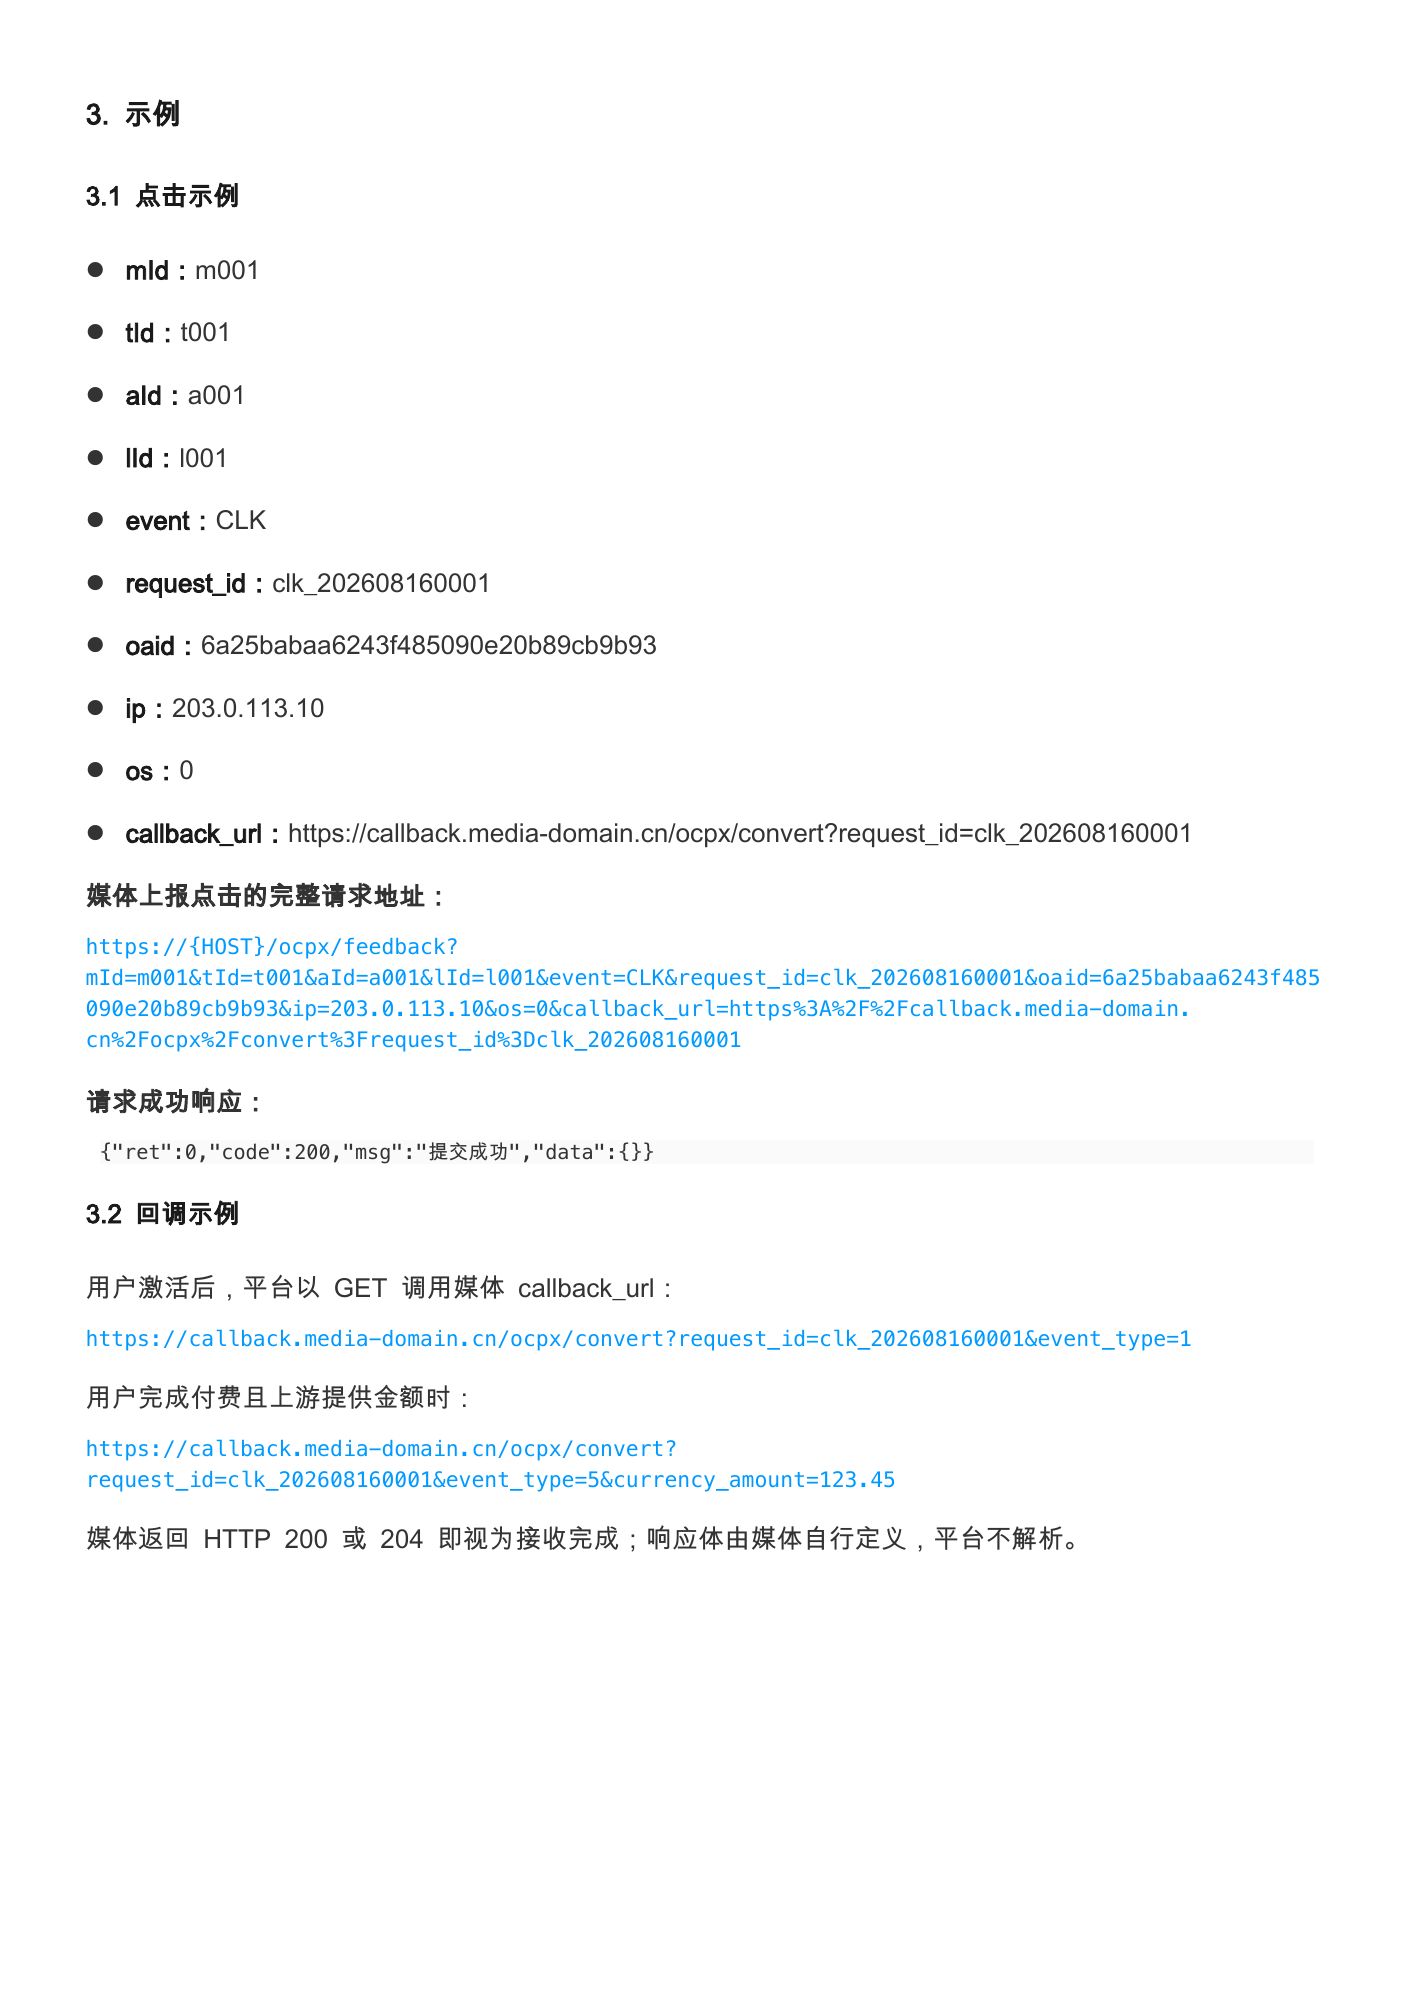 3. 示例
3.1 点击示例
● mId：m001
● tId：t001
● aId：a001
● lId：l001
● event：CLK
● request_id：clk_202608160001
● oaid：6a25babaa6243f485090e20b89cb9b93
● ip：203.0.113.10
● os：0
● callback_url：https://callback.media-domain.cn/ocpx/convert?request_id=clk_202608160001
媒体上报点击的完整请求地址：
https://{HOST}/ocpx/feedback?
mId=m001&tId=t001&aId=a001&lId=l001&event=CLK&request_id=clk_202608160001&oaid=6a25babaa6243f485
090e20b89cb9b93&ip=203.0.113.10&os=0&callback_url=https%3A%2F%2Fcallback.media-domain.
cn%2Focpx%2Fconvert%3Frequest_id%3Dclk_202608160001
请求成功响应：
{"ret":0,"code":200,"msg":"提交成功","data":{}}
3.2 回调示例
用户激活后，平台以 GET 调用媒体 callback_url：
https://callback.media-domain.cn/ocpx/convert?request_id=clk_202608160001&event_type=1
用户完成付费且上游提供金额时：
https://callback.media-domain.cn/ocpx/convert?
request_id=clk_202608160001&event_type=5&currency_amount=123.45
媒体返回 HTTP 200 或 204 即视为接收完成；响应体由媒体自行定义，平台不解析。